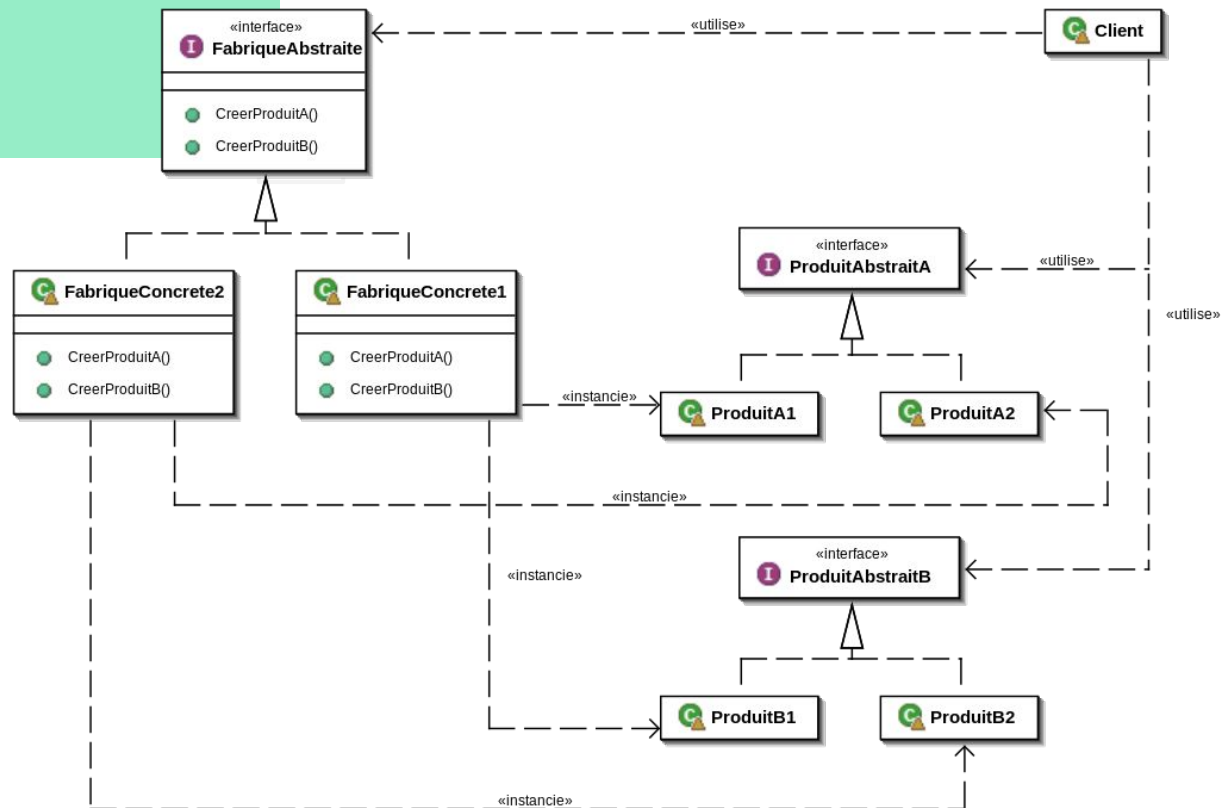 «interface»
FabriqueAbstraite
CreerProduitA()
CreerProduitB()
«utilise»
Client
FabriqueConcrete2
CreerProduitA()
CreerProduitB()
FabriqueConcrete1
CreerProduitA()
CreerProduitB()
«interface»
ProduitAbstraitA
«utilise»
«utilise»
«instancie»
ProduitA1
ProduitA2
«instancie»
«interface»
ProduitAbstraitB
«instancie»
ProduitB1
ProduitB2
«instancie»